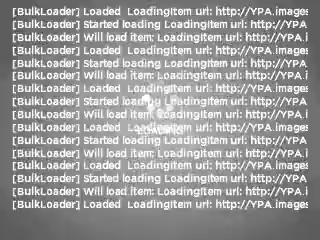 [BulkLoader] Loaded LoadingItem url: http://YPA.images
[BulkLoader] Started loading LoadingItem url: http://YPA
[BulkLoader] Will load item: LoadingItem url: http://YPA.i
[BulkLoader] Loaded LoadingItem url: http://YPA.images
[BulkLoader] Started loading LoadingItem url: http://YPA
[BulkLoader] Will load item: LoadingItem url: http://YPA.i
[BulkLoader] Loaded LoadingItem url: http://YPA.images
[BulkLoader] Started loading LoadingItem url: http://YPA
[BulkLoader] Will load item: LoadingItem url: http://YPA.i
[BulkLoader] Loaded LoadingItem url: http://YPA.images
[BulkLoader] Started loading LoadingItem url: http://YPA
[BulkLoader] Will load item: LoadingItem url: http://YPA.i
[BulkLoader] Loaded LoadingItem url: http://YPA.images
[BulkLoader] Started loading LoadingItem url: http://YPA
[BulkLoader] Will load item: LoadingItem url: http://YPA.i
[BulkLoader] Loaded LoadingItem url: http://YPA.images